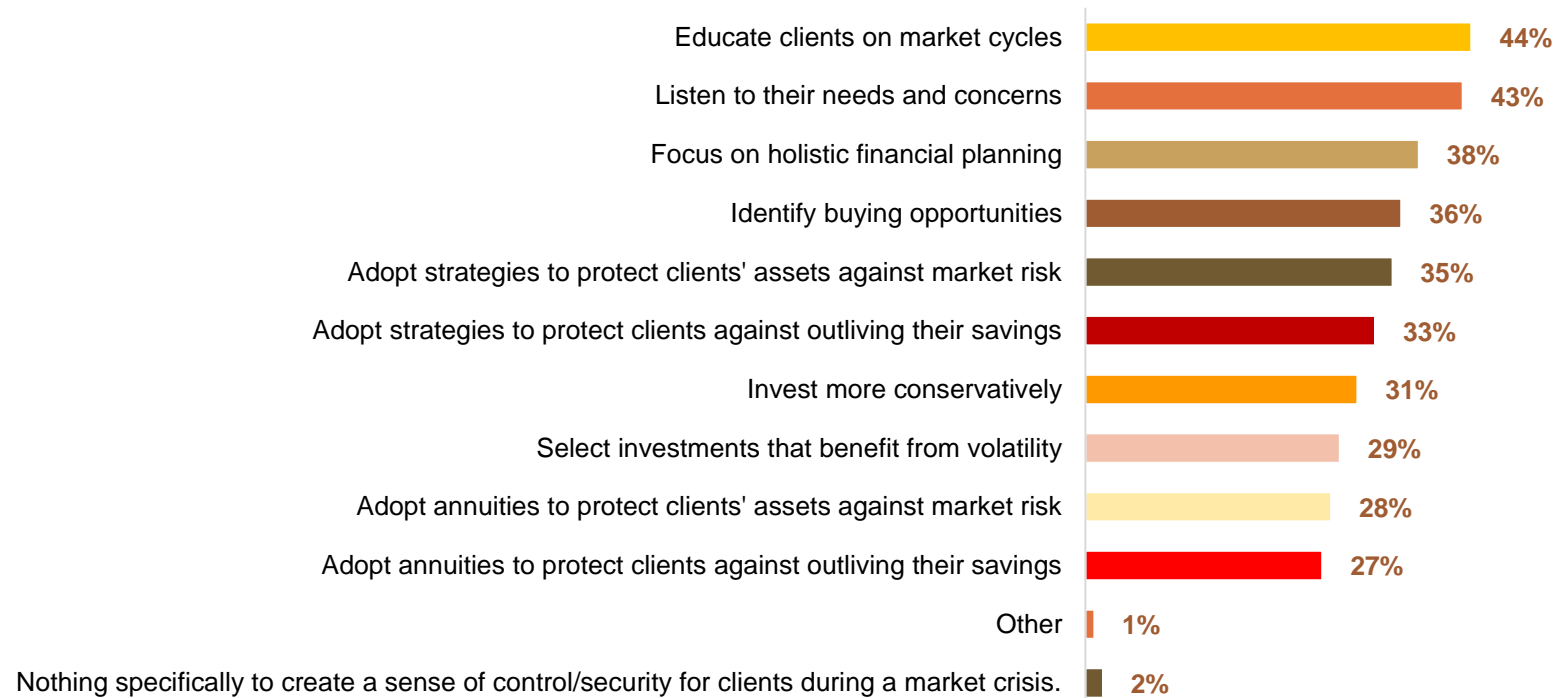 Educate clients on market cycles 44%
Listen to their needs and concerns 43%
Focus on holistic financial planning 38%
Identify buying opportunities 36%
Adopt strategies to protect clients' assets against market risk 35%
Adopt strategies to protect clients against outliving their savings 33%
Invest more conservatively 31%
Select investments that benefit from volatility 29%
Adopt annuities to protect clients' assets against market risk 28%
Adopt annuities to protect clients against outliving their savings 27%
Other 1%
Nothing specifically to create a sense of control/security for clients during a market crisis. 2%